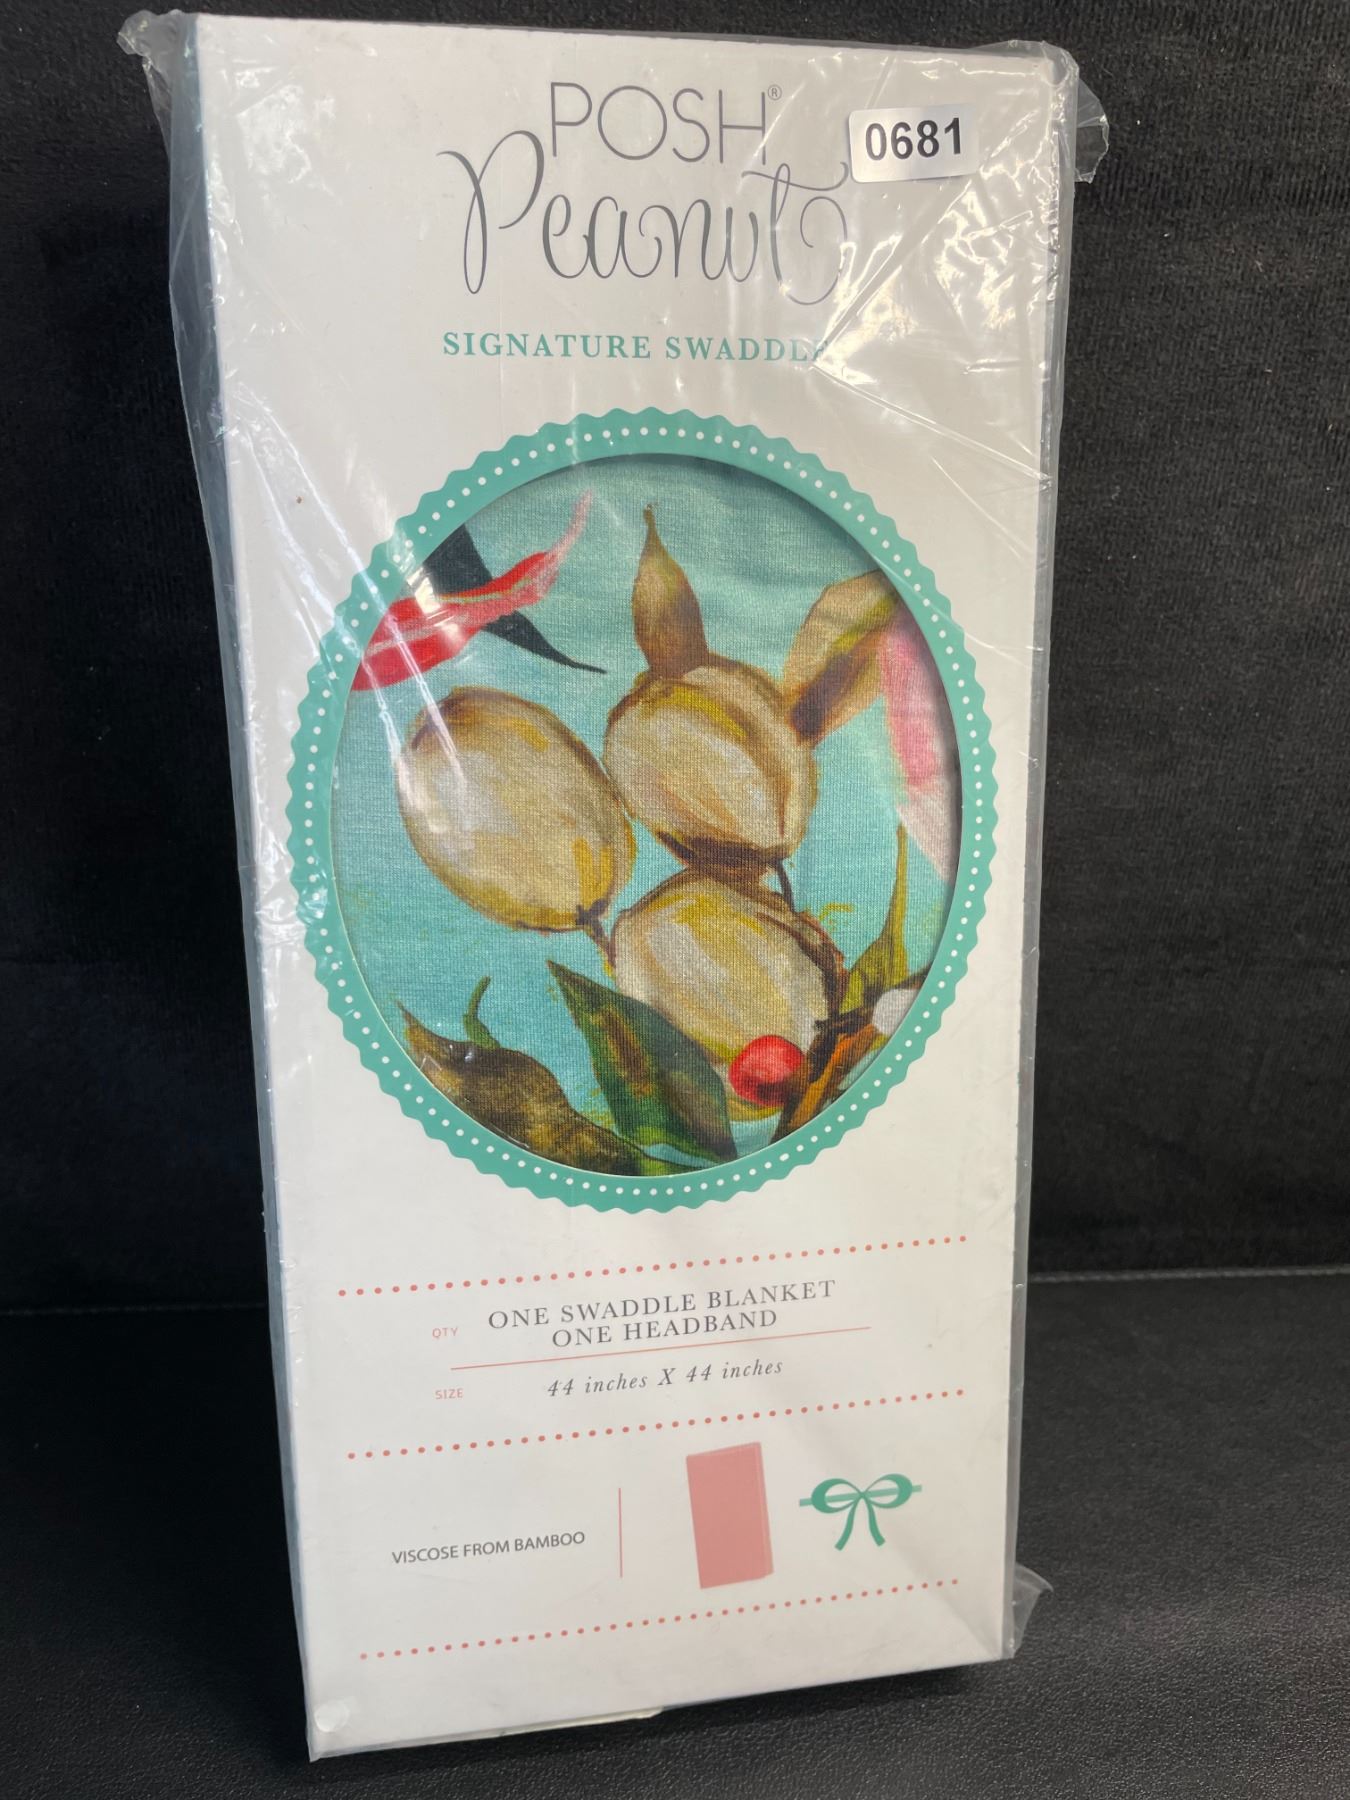 POSH®
Peanut
0681
SIGNATURE SWADDLE
QTY ONE SWADDLE BLANKET
ONE HEADBAND
SIZE 44 inches X 44 inches
VISCOSE FROM BAMBOO